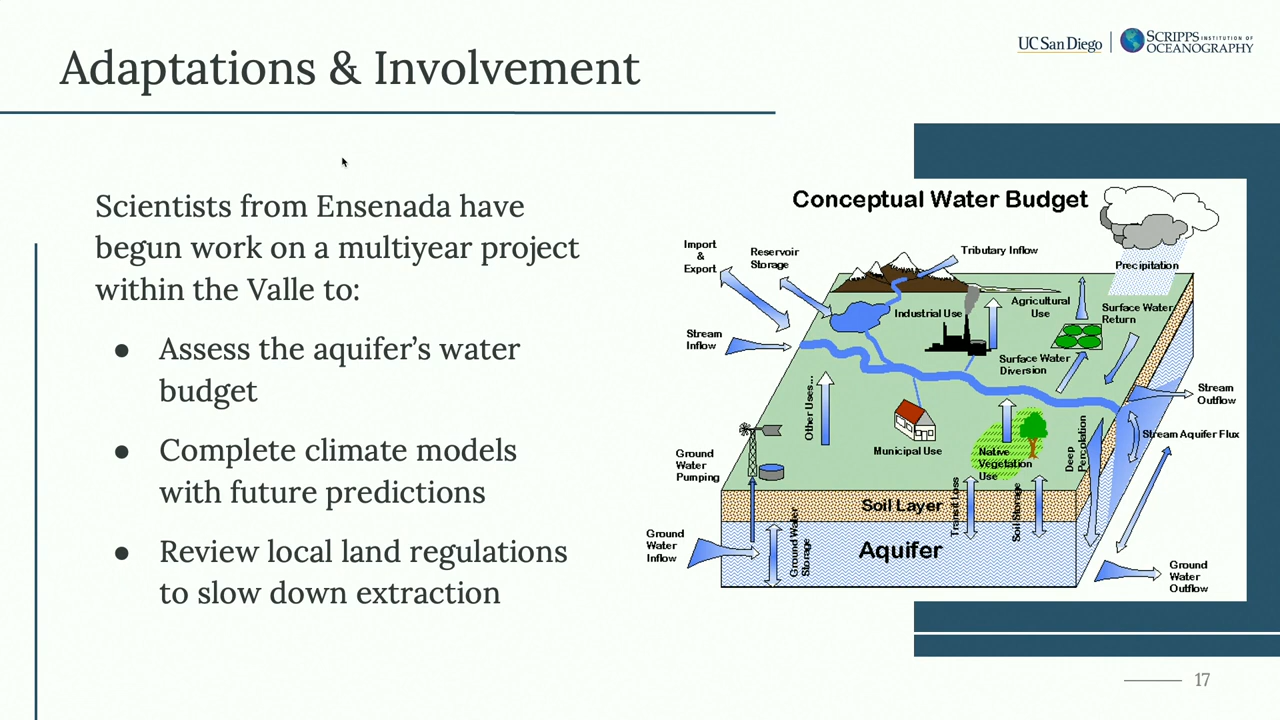 Adaptations & Involvement
UC San Diego
SCRIPPS INSTITUTION OF
OCEANOGRAPHY
Scientists from Ensenada have
begun work on a multiyear project
within the Valle to:
● Assess the aquifer’s water
budget
● Complete climate models
with future predictions
● Review local land regulations
to slow down extraction
Conceptual Water Budget
Import
&
Export
Reservoir
Storage
Tributary Inflow
Precipitation
Stream
Inflow
Industrial Use
Agricultural
Use
Surface Water
Return
Surface Water
Diversion
Stream
Outflow
Other Uses...
Municipal Use
Native
Vegetation
Use
Deep
Percolation
Stream Aquifer Flux
Ground
Water
Pumping
Soil Layer
Transit Loss
Soil Storage
Ground
Water
Inflow
Ground Water
Storage
Aquifer
Ground
Water
Outflow
17